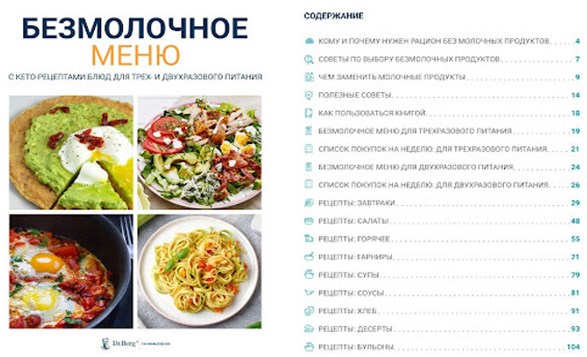 БЕЗМОЛОЧНОЕ
МЕНЮ
С КЕТО-РЕЦЕПТАМИ БЛЮД ДЛЯ ТРЕХ- И ДВУХРАЗОВОГО ПИТАНИЯ
Dr.Berg
СОДЕРЖАНИЕ
КОМУ И ПОЧЕМУ НУЖЕН РАЦИОН БЕЗ МОЛОЧНЫХ ПРОДУКТОВ 4
СОВЕТЫ ПО ВЫБОРУ БЕЗМОЛОЧНЫХ ПРОДУКТОВ 7
ЧЕМ ЗАМЕНИТЬ МОЛОЧНЫЕ ПРОДУКТЫ 9
ПОЛЕЗНЫЕ СОВЕТЫ 14
КАК ПОЛЬЗОВАТЬСЯ КНИГОЙ 18
БЕЗМОЛОЧНОЕ МЕНЮ ДЛЯ ТРЕХРАЗОВОГО ПИТАНИЯ 19
СПИСОК ПОКУПОК НА НЕДЕЛЮ: ДЛЯ ТРЕХРАЗОВОГО ПИТАНИЯ 21
БЕЗМОЛОЧНОЕ МЕНЮ ДЛЯ ДВУХРАЗОВОГО ПИТАНИЯ 24
СПИСОК ПОКУПОК НА НЕДЕЛЮ: ДЛЯ ДВУХРАЗОВОГО ПИТАНИЯ 26
РЕЦЕПТЫ: ЗАВТРАКИ 29
РЕЦЕПТЫ: САЛАТЫ 48
РЕЦЕПТЫ: ГОРЯЧЕЕ 55
РЕЦЕПТЫ: ГАРНИРЫ 71
РЕЦЕПТЫ: СУПЫ 79
РЕЦЕПТЫ: СОУСЫ 81
РЕЦЕПТЫ: ХЛЕБ 91
РЕЦЕПТЫ: ДЕСЕРТЫ 93
РЕЦЕПТЫ: БУЛЬОНЫ 104